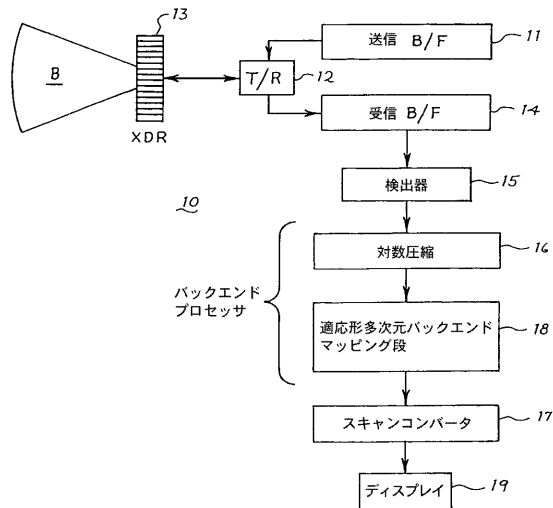 13
送信 B/F
11
B
T/R
12
XDR
受信 B/F
14
検出器
15
10
対数圧縮
16
バックエンド
プロセッサ
適応形多次元バックエンド
マッピング段
18
スキャンコンバータ
17
ディスプレイ
19